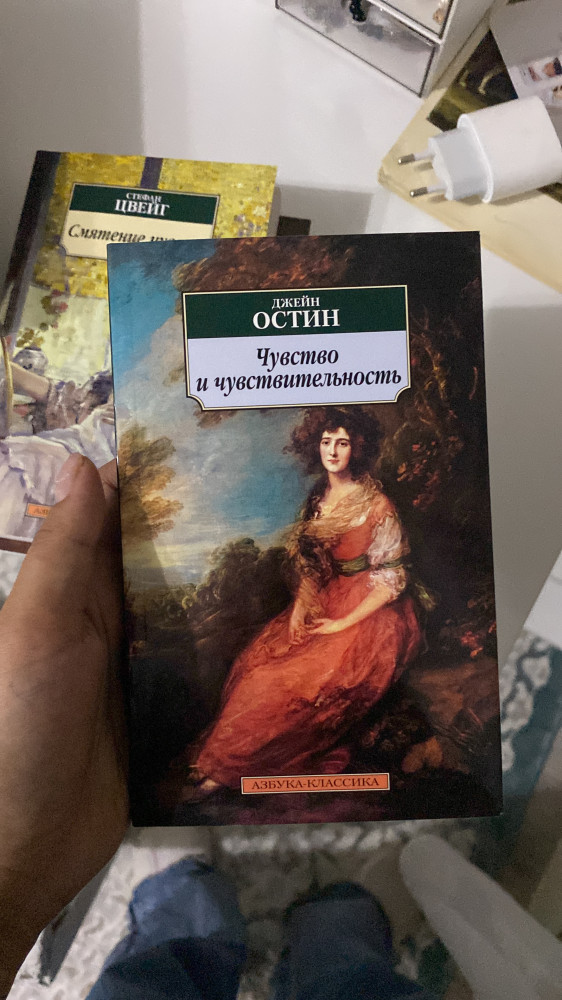 СТЕФАН
ЦВЕЙГ
Смятение
ДЖЕЙН
ОСТИН
Чувство
и чувствительность
АЗБУКА-КЛАССИКА